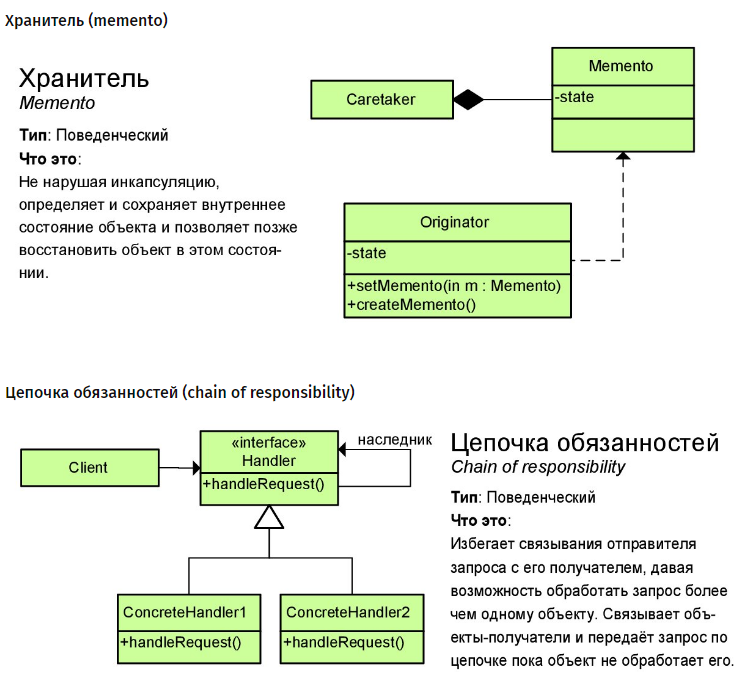 Хранитель (memento)
Хранитель
Memento
Тип: Поведенческий
Что это:
Не нарушая инкапсуляцию,
определяет и сохраняет внутреннее
состояние объекта и позволяет позже
восстановить объект в этом состоя-
нии.
Caretaker
Memento
-state
Originator
-state
+setMemento(in m : Memento)
+createMemento()
Цепочка обязанностей (chain of responsibility)
Client
«interface»
Handler
+handleRequest()
наследник
ConcreteHandler1
+handleRequest()
ConcreteHandler2
+handleRequest()
Цепочка обязанностей
Chain of responsibility
Тип: Поведенческий
Что это:
Избегает связывания отправителя
запроса с его получателем, давая
возможность обработать запрос более
чем одному объекту. Связывает объ-
екты-получатели и передаёт запрос по
цепочке пока объект не обработает его.